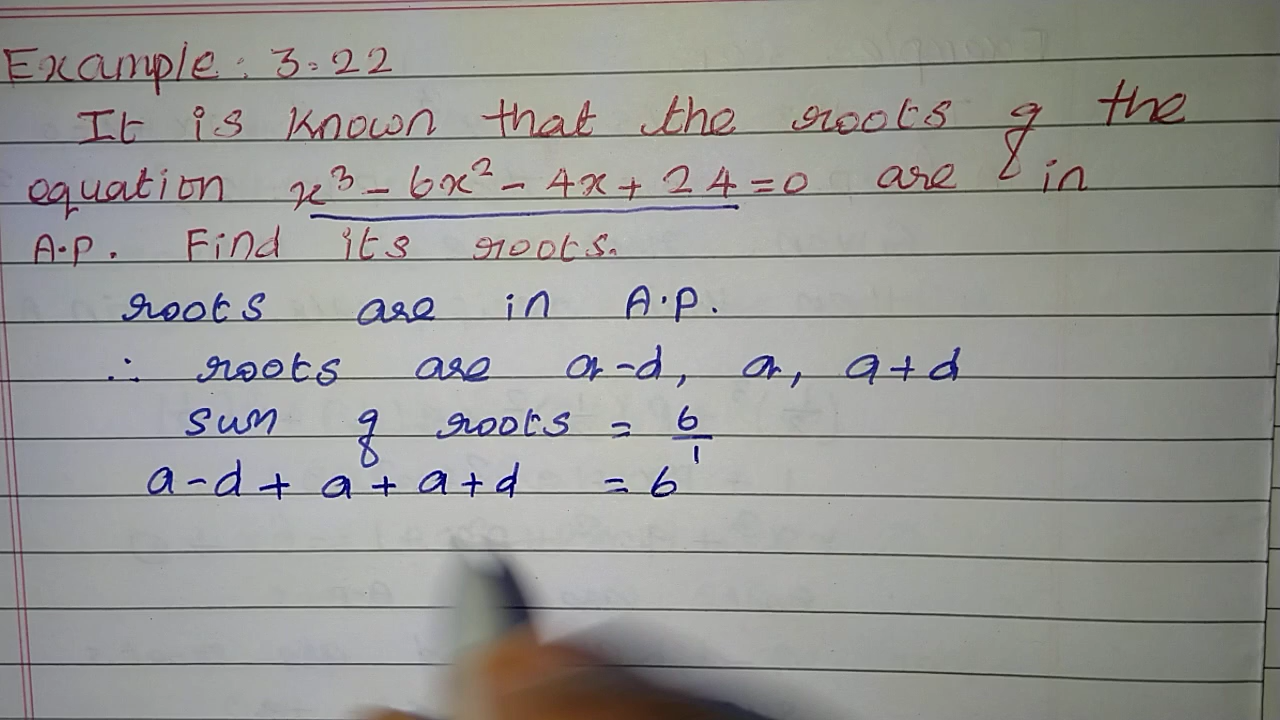 Example: 3.22
It is known that the roots of the
equation x³ - 6x² - 4x + 24 = 0 are in
A.P. Find its roots.
roots are in A.P.
∴ roots are a-d, a, a+d
sum of roots = 6/1
a-d + a + a+d = 6